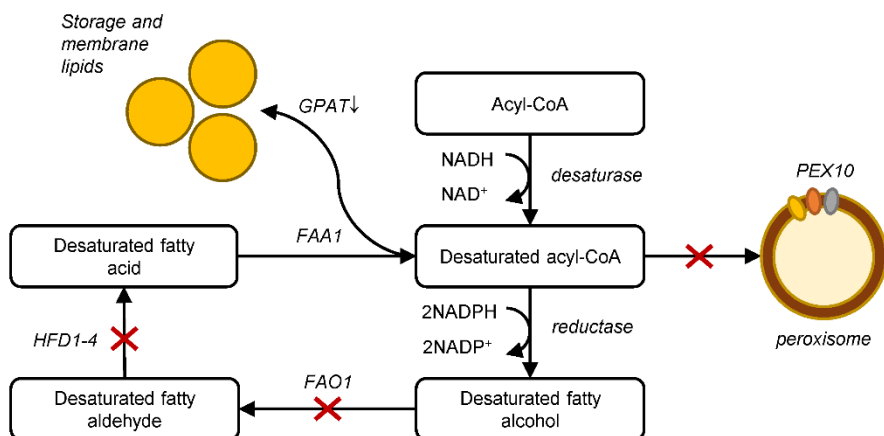 Storage and
membrane
lipids
GPAT↓
Acyl-CoA
NADH
NAD⁺
desaturase
PEX10
Desaturated fatty
acid
FAA1
Desaturated acyl-CoA
HFD1-4
2NADPH
2NADP⁺
reductase
peroxisome
Desaturated fatty
aldehyde
FAO1
Desaturated fatty
alcohol